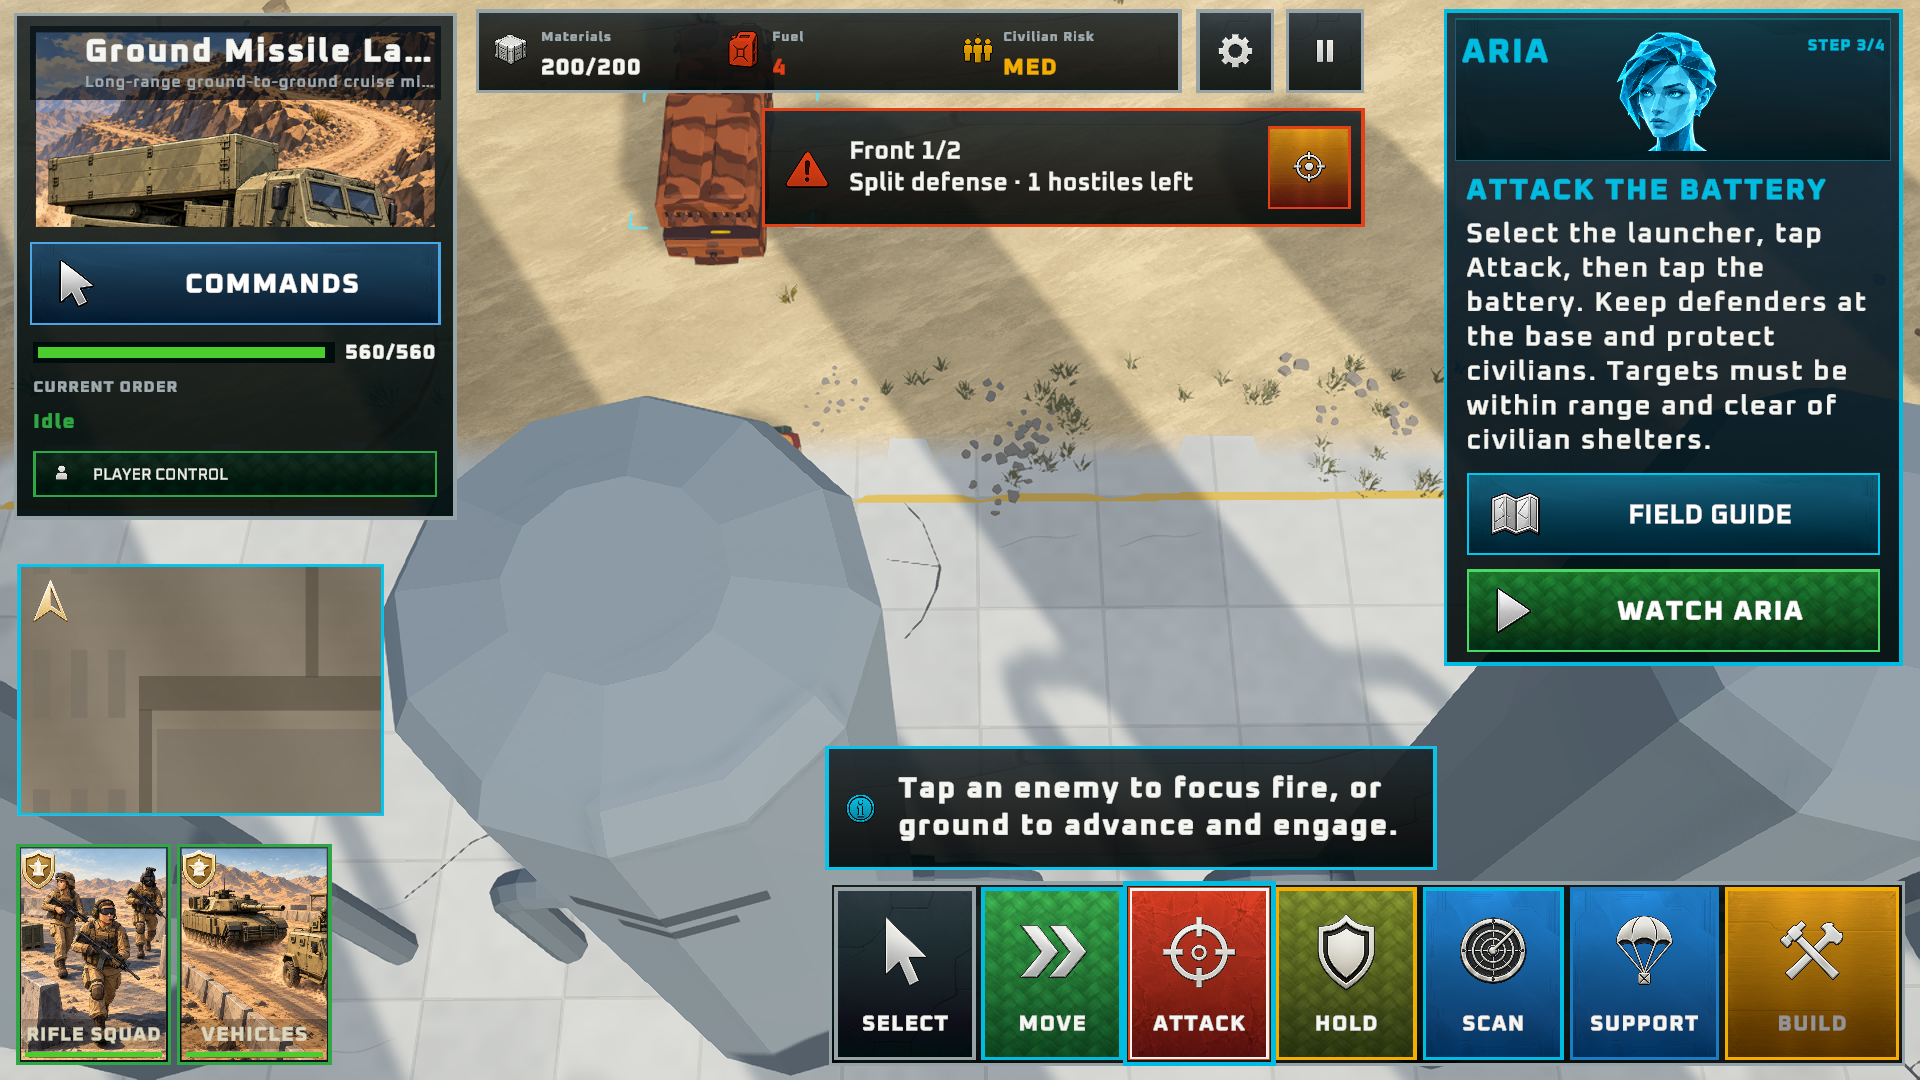 Ground Missile La...
Long-range ground-to-ground cruise mi...
COMMANDS
560/560
CURRENT ORDER
Idle
PLAYER CONTROL
Materials
200/200
Fuel
4
Civilian Risk
MED
Front 1/2
Split defense · 1 hostiles left
ARIA
STEP 3/4
ATTACK THE BATTERY
Select the launcher, tap
Attack, then tap the
battery. Keep defenders at
the base and protect
civilians. Targets must be
within range and clear of
civilian shelters.
FIELD GUIDE
WATCH ARIA
Tap an enemy to focus fire, or
ground to advance and engage.
RIFLE SQUAD
VEHICLES
SELECT
MOVE
ATTACK
HOLD
SCAN
SUPPORT
BUILD